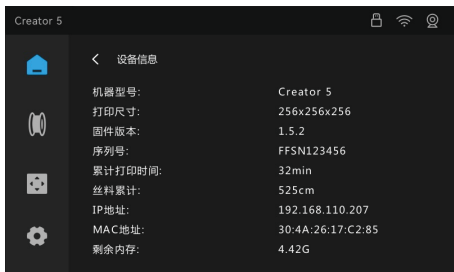 Creator 5
设备信息
机器型号: Creator 5
打印尺寸: 256x256x256
固件版本: 1.5.2
序列号: FFSN123456
累计打印时间: 32min
丝料累计: 525cm
IP地址: 192.168.110.207
MAC地址: 30:4A:26:17:C2:85
剩余内存: 4.42G